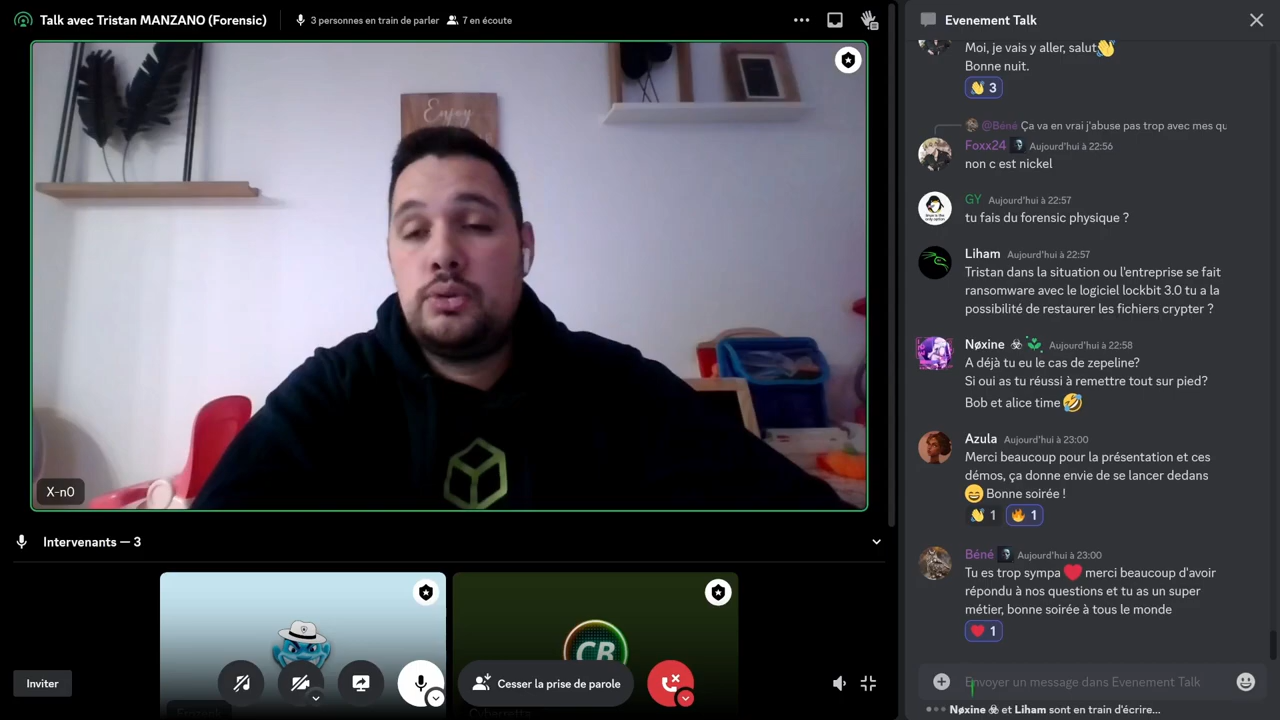 Talk avec Tristan MANZANO (Forensic)
3 personnes en train de parler
7 en écoute
Enjoy
X-n0
Intervenants — 3
CB
Inviter
Cesser la prise de parole
Evenement Talk
Moi, je vais y aller, salut👋
Bonne nuit.
👋 3
@Béné Ça va en vrai j'abuse pas trop avec mes qu
Foxx24 Aujourd'hui à 22:56
non c est nickel
GY Aujourd'hui à 22:57
tu fais du forensic physique ?
Liham Aujourd'hui à 22:57
Tristan dans la situation ou l'entreprise se fait
ransomware avec le logiciel lockbit 3.0 tu a la
possibilité de restaurer les fichiers crypter ?
Nøxine ☣ Aujourd'hui à 22:58
A déjà tu eu le cas de zepeline?
Si oui as tu réussi à remettre tout sur pied?
Bob et alice time 🤣
Azula Aujourd'hui à 23:00
Merci beaucoup pour la présentation et ces
démos, ça donne envie de se lancer dedans
😄 Bonne soirée !
👋 1 🔥 1
Béné Aujourd'hui à 23:00
Tu es trop sympa ❤️ merci beaucoup d'avoir
répondu à nos questions et tu as un super
métier, bonne soirée à tous le monde
❤️ 1
Envoyer un message dans Evenement Talk
Nøxine ☣ et Liham sont en train d'écrire...